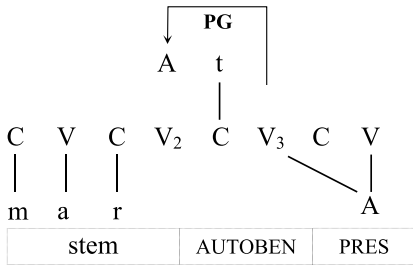 PG
A t
C V C V₂ C V₃ C V
m a r A
stem AUTOBEN PRES